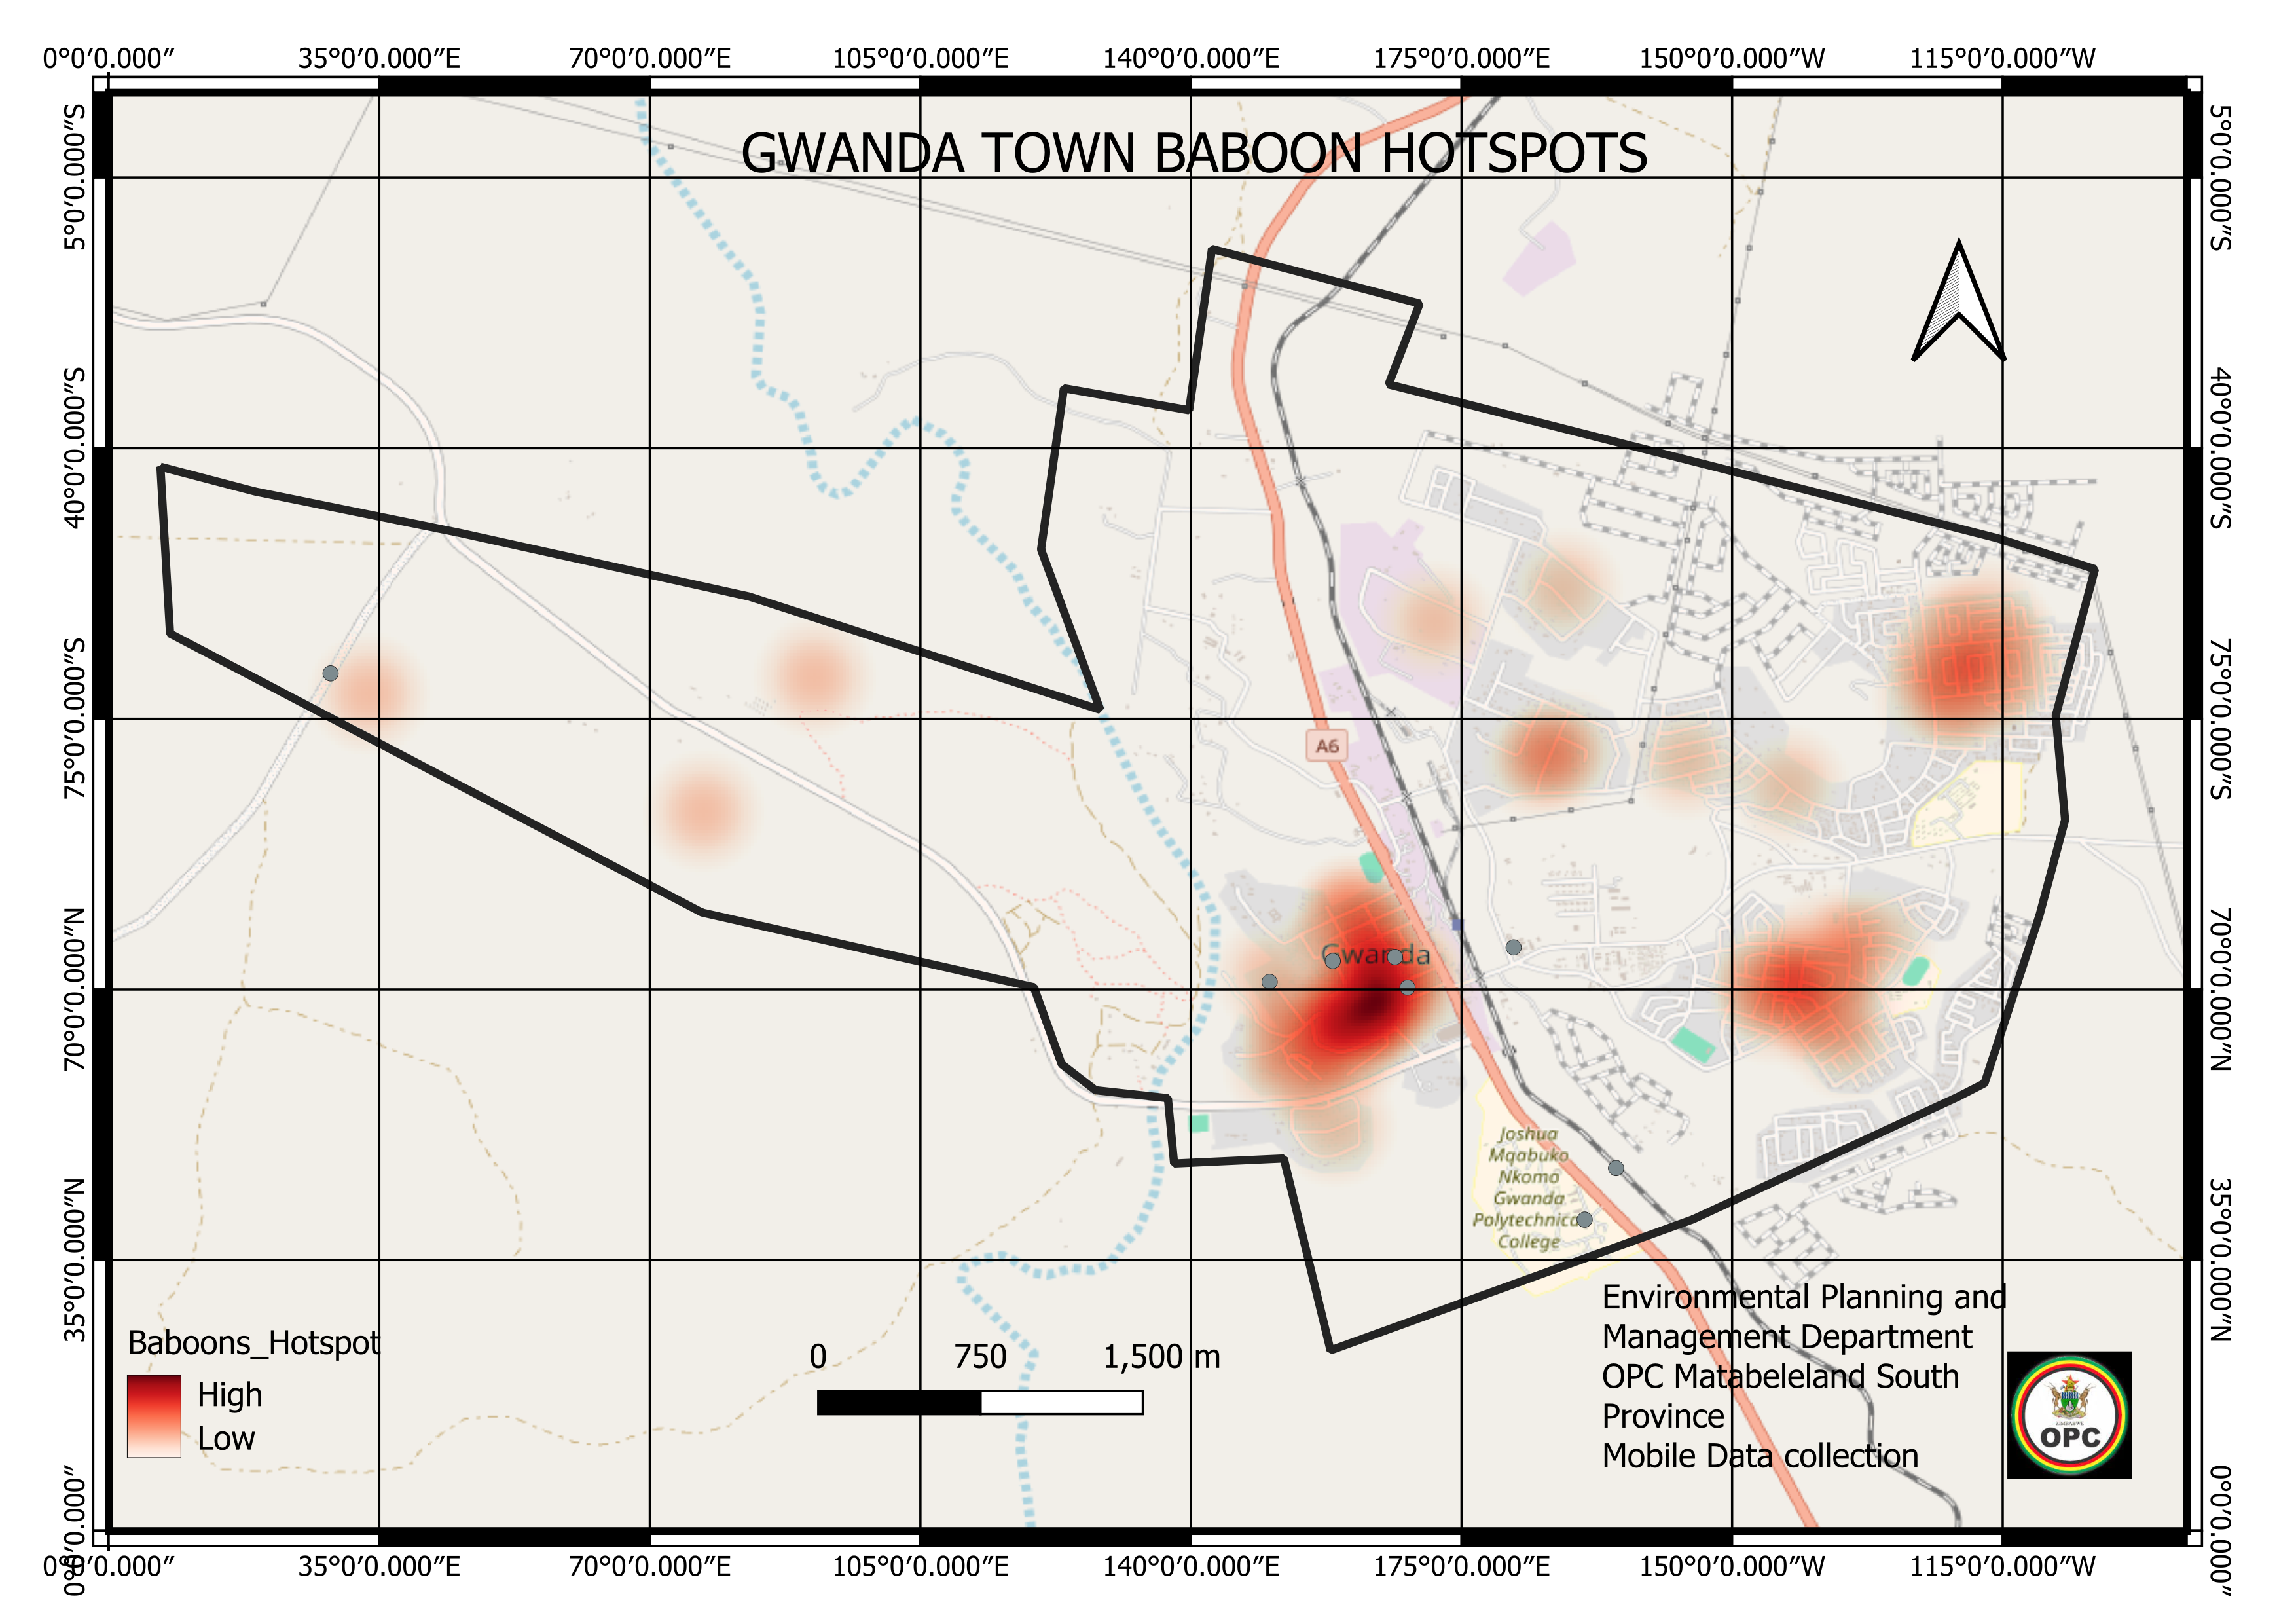 0°0′0.000″ 35°0′0.000″E 70°0′0.000″E 105°0′0.000″E 140°0′0.000″E 175°0′0.000″E 150°0′0.000″W 115°0′0.000″W
GWANDA TOWN BABOON HOTSPOTS
5°0′0.000″S
5°0′0.000″S
40°0′0.000″S
40°0′0.000″S
75°0′0.000″S
75°0′0.000″S
A6
70°0′0.000″N
70°0′0.000″N
Gwanda
Joshua
Mqabuko
Nkomo
Gwanda
Polytechnica
College
35°0′0.000″N
35°0′0.000″N
Environmental Planning and
Management Department
OPC Matabeleland South
Province
Mobile Data collection
Baboons_Hotspot
High
Low
0 750 1,500 m
ZIMBABWE
OPC
0°0′0.000″
0°0′0.000″
0°0′0.000″ 35°0′0.000″E 70°0′0.000″E 105°0′0.000″E 140°0′0.000″E 175°0′0.000″E 150°0′0.000″W 115°0′0.000″W